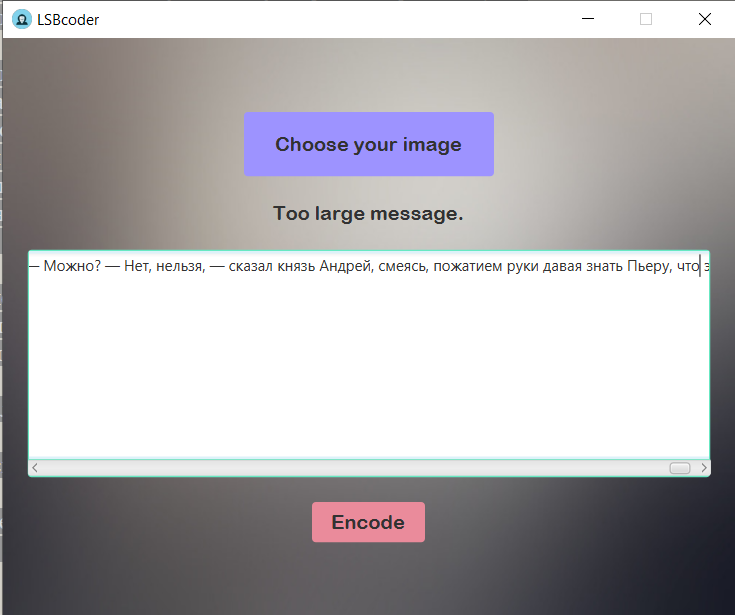 LSBcoder
Choose your image
Too large message.
— Можно? — Нет, нельзя, — сказал князь Андрей, смеясь, пожатием руки давая знать Пьеру, что э
Encode